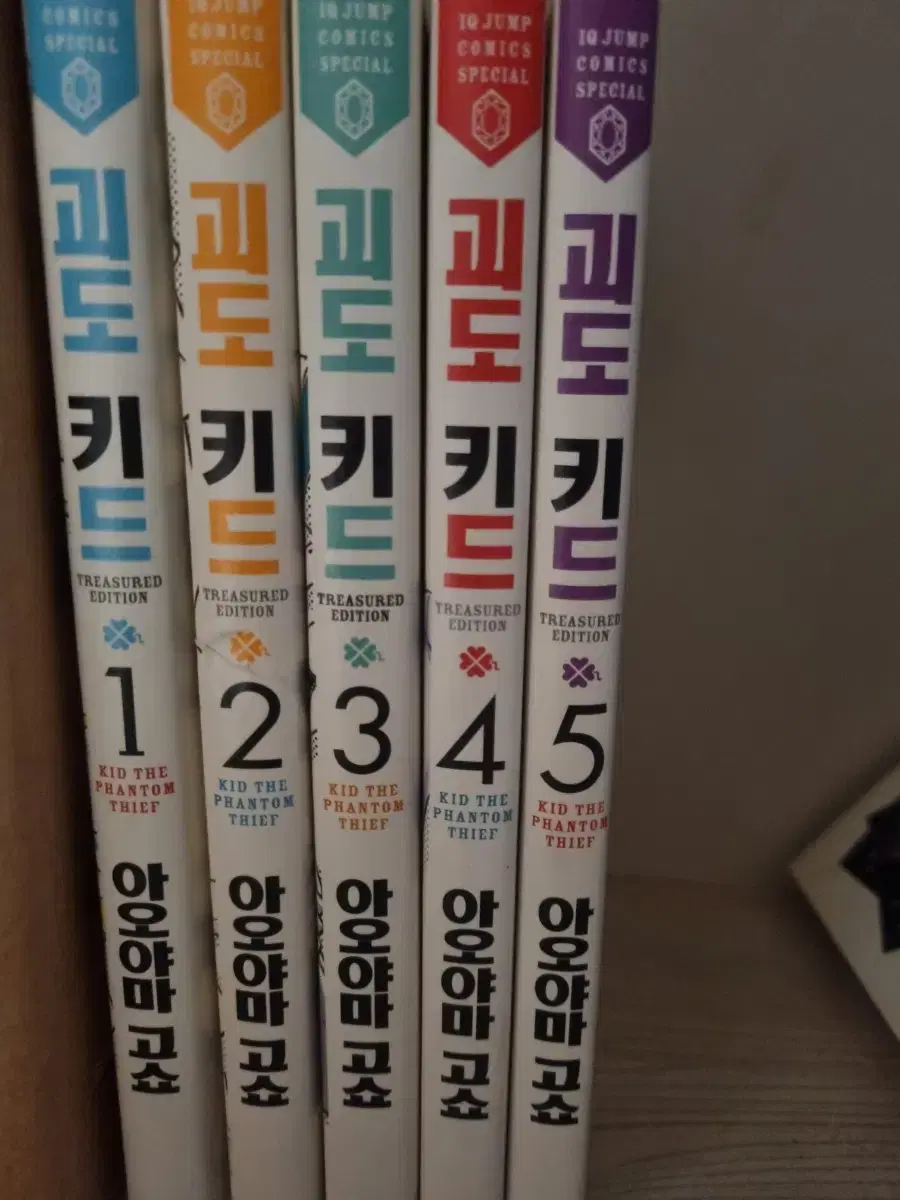 COMICS
SPECIAL
괴도
키드
TREASURED
EDITION
1
KID THE
PHANTOM
THIEF
아오야마 고쇼
IQ JUMP
COMICS
SPECIAL
괴도
키드
TREASURED
EDITION
2
KID THE
PHANTOM
THIEF
아오야마 고쇼
IQ JUMP
COMICS
SPECIAL
괴도
키드
TREASURED
EDITION
3
KID THE
PHANTOM
THIEF
아오야마 고쇼
IQ JUMP
COMICS
SPECIAL
괴도
키드
TREASURED
EDITION
4
KID THE
PHANTOM
THIEF
아오야마 고쇼
IQ JUMP
COMICS
SPECIAL
괴도
키드
TREASURED
EDITION
5
KID THE
PHANTOM
THIEF
아오야마 고쇼